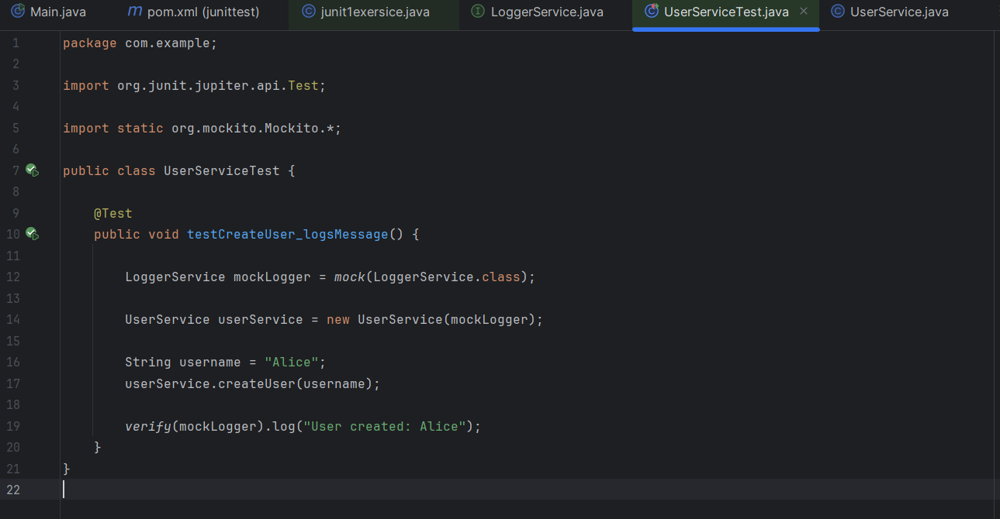 Main.java
pom.xml (junittest)
junit1exersice.java
LoggerService.java
UserServiceTest.java
UserService.java
1 package com.example;
2
3 import org.junit.jupiter.api.Test;
4
5 import static org.mockito.Mockito.*;
6
7 public class UserServiceTest {
8
9 @Test
10 public void testCreateUser_logsMessage() {
11
12 LoggerService mockLogger = mock(LoggerService.class);
13
14 UserService userService = new UserService(mockLogger);
15
16 String username = "Alice";
17 userService.createUser(username);
18
19 verify(mockLogger).log("User created: Alice");
20 }
21 }
22